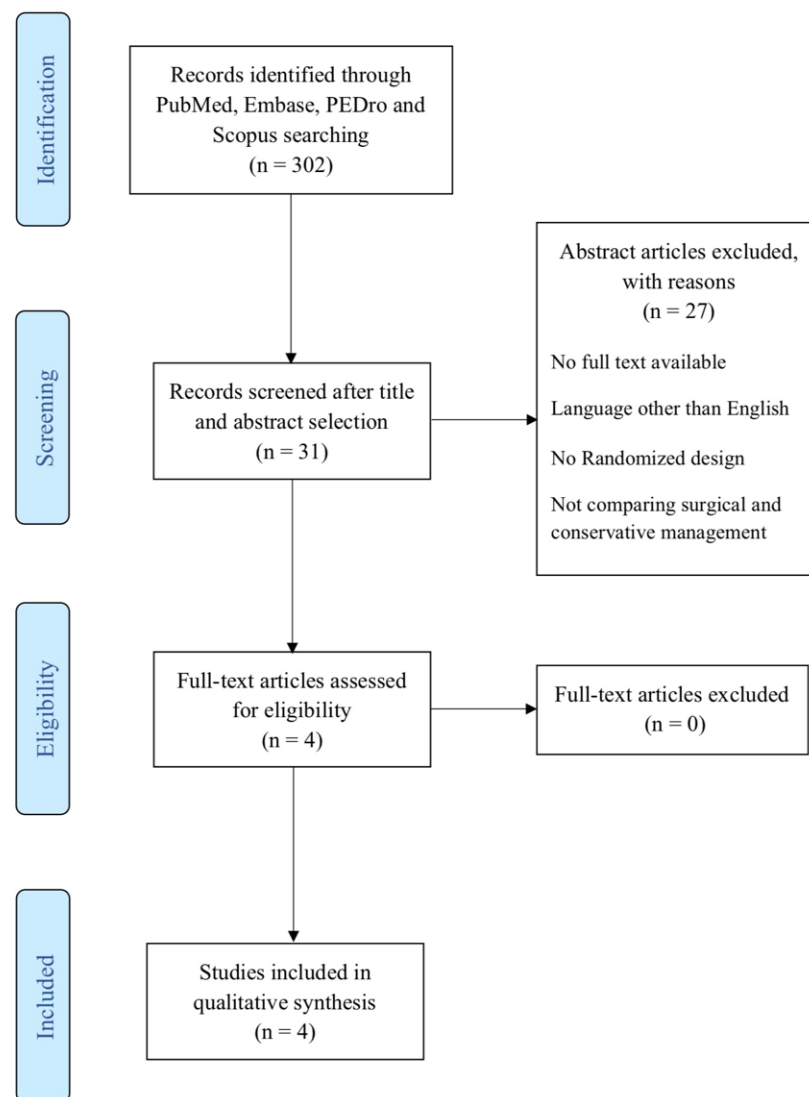 Identification
Records identified through
PubMed, Embase, PEDro and
Scopus searching
(n = 302)
Abstract articles excluded,
with reasons
(n = 27)
No full text available
Language other than English
No Randomized design
Not comparing surgical and
conservative management
Screening
Records screened after title
and abstract selection
(n = 31)
Eligibility
Full-text articles assessed
for eligibility
(n = 4)
Full-text articles excluded
(n = 0)
Included
Studies included in
qualitative synthesis
(n = 4)